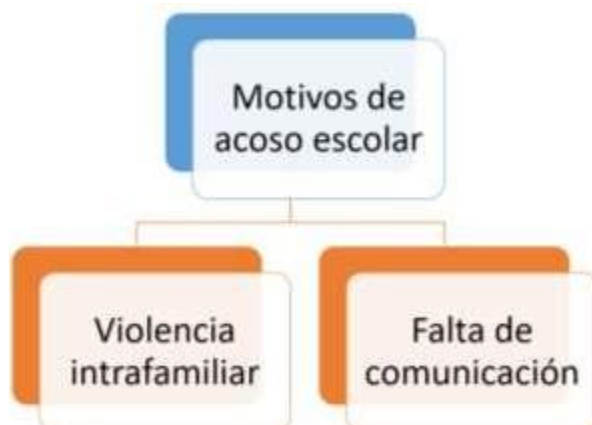 Motivos de
acoso escolar
Violencia
intrafamiliar
Falta de
comunicación